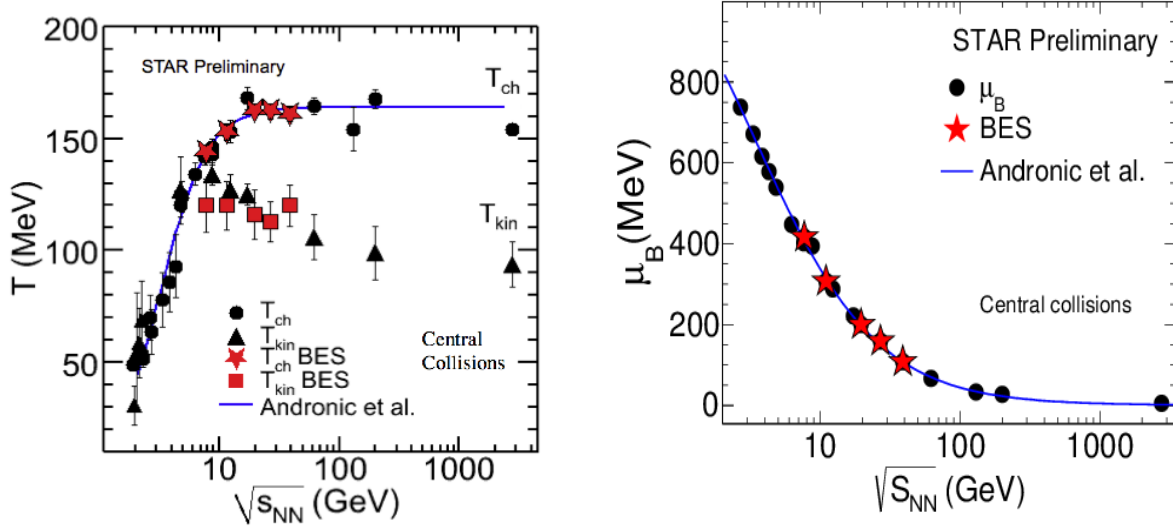 200
150
100
50
T (MeV)
STAR Preliminary
T_ch
T_kin
T_ch
T_kin
T_ch BES
T_kin BES
Andronic et al.
Central
Collisions
10
100
1000
√s_NN (GeV)
800
600
400
200
0
μ_B (MeV)
STAR Preliminary
μ_B
BES
Andronic et al.
Central collisions
10
100
1000
√S_NN (GeV)